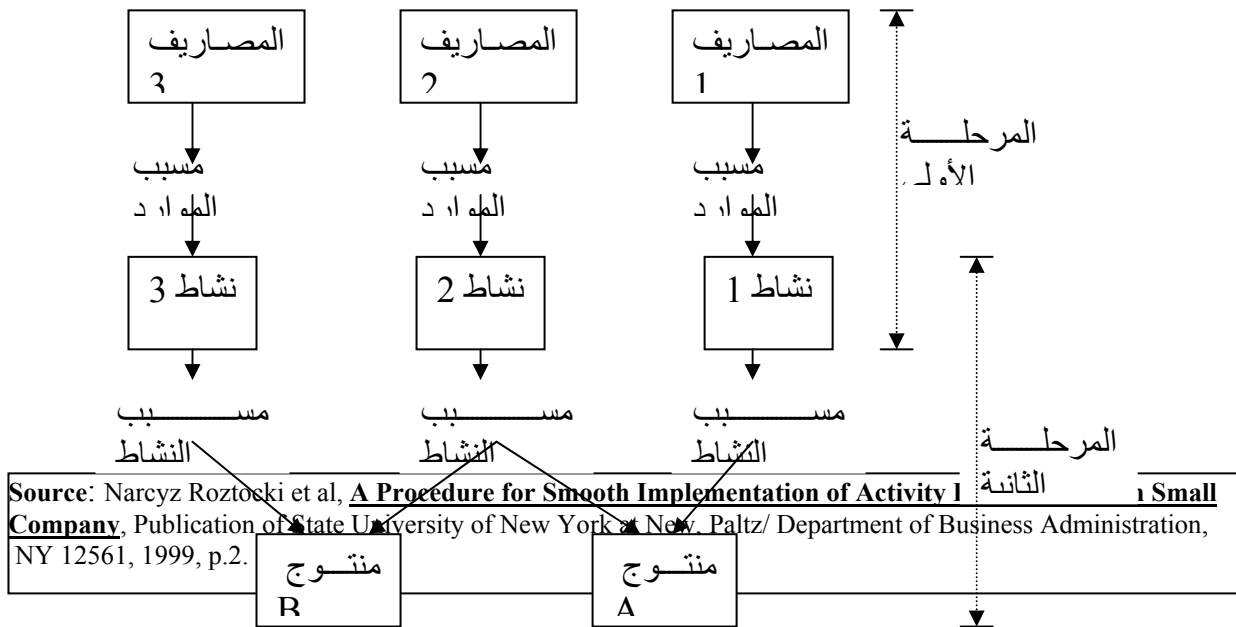 المصاريف 1
المصاريف 2
المصاريف 3
المرحلة الأولى
مسبب الموارد
مسبب الموارد
مسبب الموارد
نشاط 1
نشاط 2
نشاط 3
مسبب النشاط
مسبب النشاط
مسبب النشاط
المرحلة الثانية
Source: Narcyz Roztocki et al, A Procedure for Smooth Implementation of Activity n Small
Company, Publication of State University of New York at New. Paltz/ Department of Business Administration,
NY 12561, 1999, p.2.
منتوج A
منتوج B